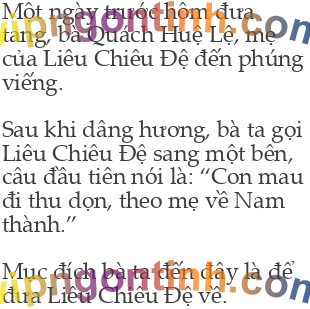 Một ngày trước hôm đưa
tang, bà Quách Huệ Lệ, mẹ
của Liêu Chiêu Đệ đến phúng
viếng.
Sau khi dâng hương, bà ta gọi
Liêu Chiêu Đệ sang một bên,
câu đầu tiên nói là: “Con mau
đi thu dọn, theo mẹ về Nam
thành.”
Mục đích bà ta đến đây là để
đưa Liêu Chiêu Đệ về.
vipngontinh.com
vipngontinh.com